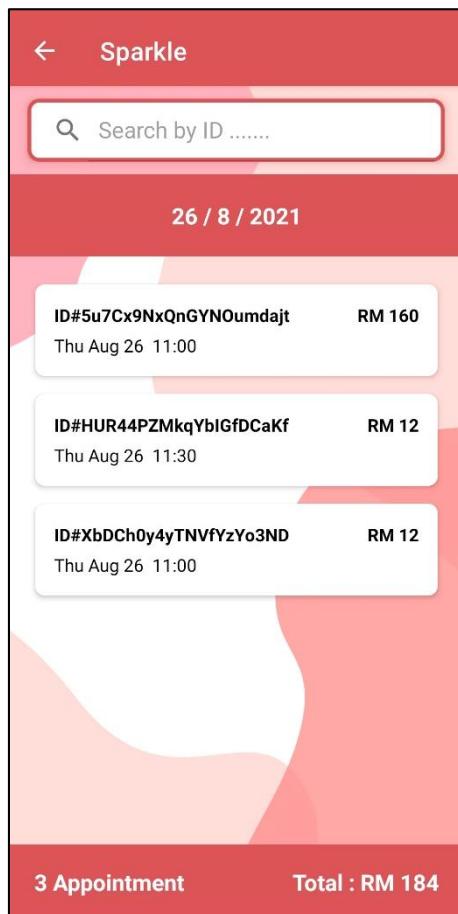 Sparkle
Search by ID .......
26 / 8 / 2021
ID#5u7Cx9NxQnGYNOumdajt RM 160
Thu Aug 26 11:00
ID#HUR44PZMkqYbIGfDCaKf RM 12
Thu Aug 26 11:30
ID#XbDCh0y4yTNVfYzYo3ND RM 12
Thu Aug 26 11:00
3 Appointment Total : RM 184